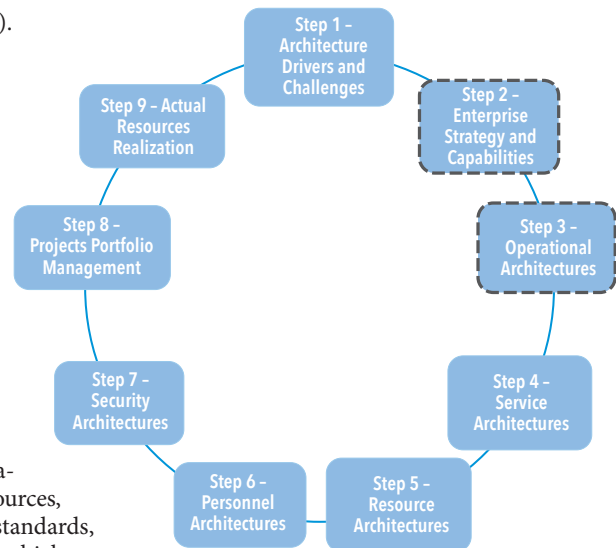 ).
Step 1 –
Architecture
Drivers and
Challenges
Step 2 –
Enterprise
Strategy and
Capabilities
Step 3 –
Operational
Architectures
Step 4 –
Service
Architectures
Step 5 –
Resource
Architectures
Step 6 –
Personnel
Architectures
Step 7 –
Security
Architectures
Step 8 –
Projects Portfolio
Management
Step 9 – Actual
Resources
Realization
a-
ources,
standards,